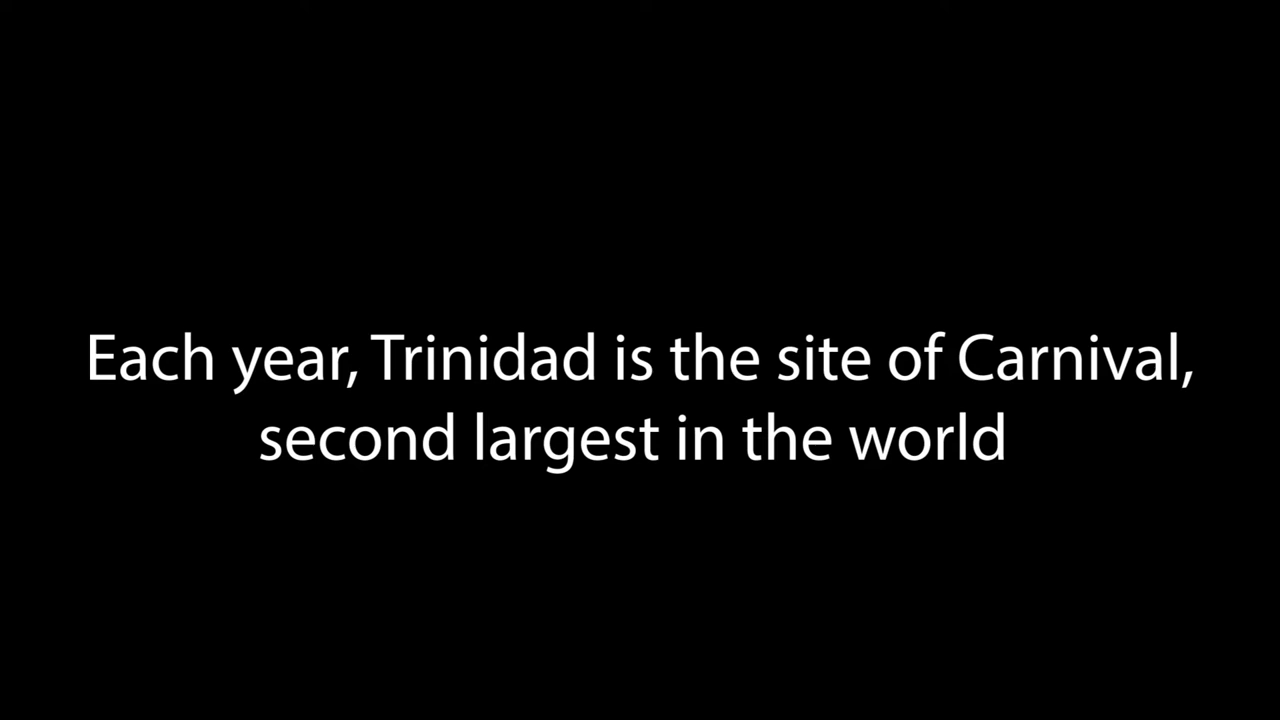 Each year, Trinidad is the site of Carnival,
second largest in the world